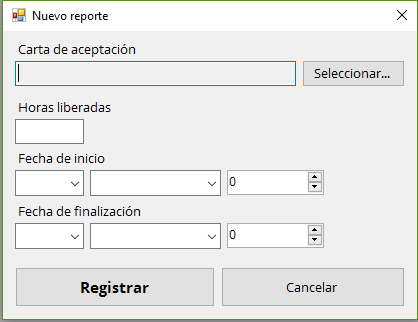 Nuevo reporte
Carta de aceptación
Seleccionar...
Horas liberadas
Fecha de inicio
0
Fecha de finalización
0
Registrar Cancelar